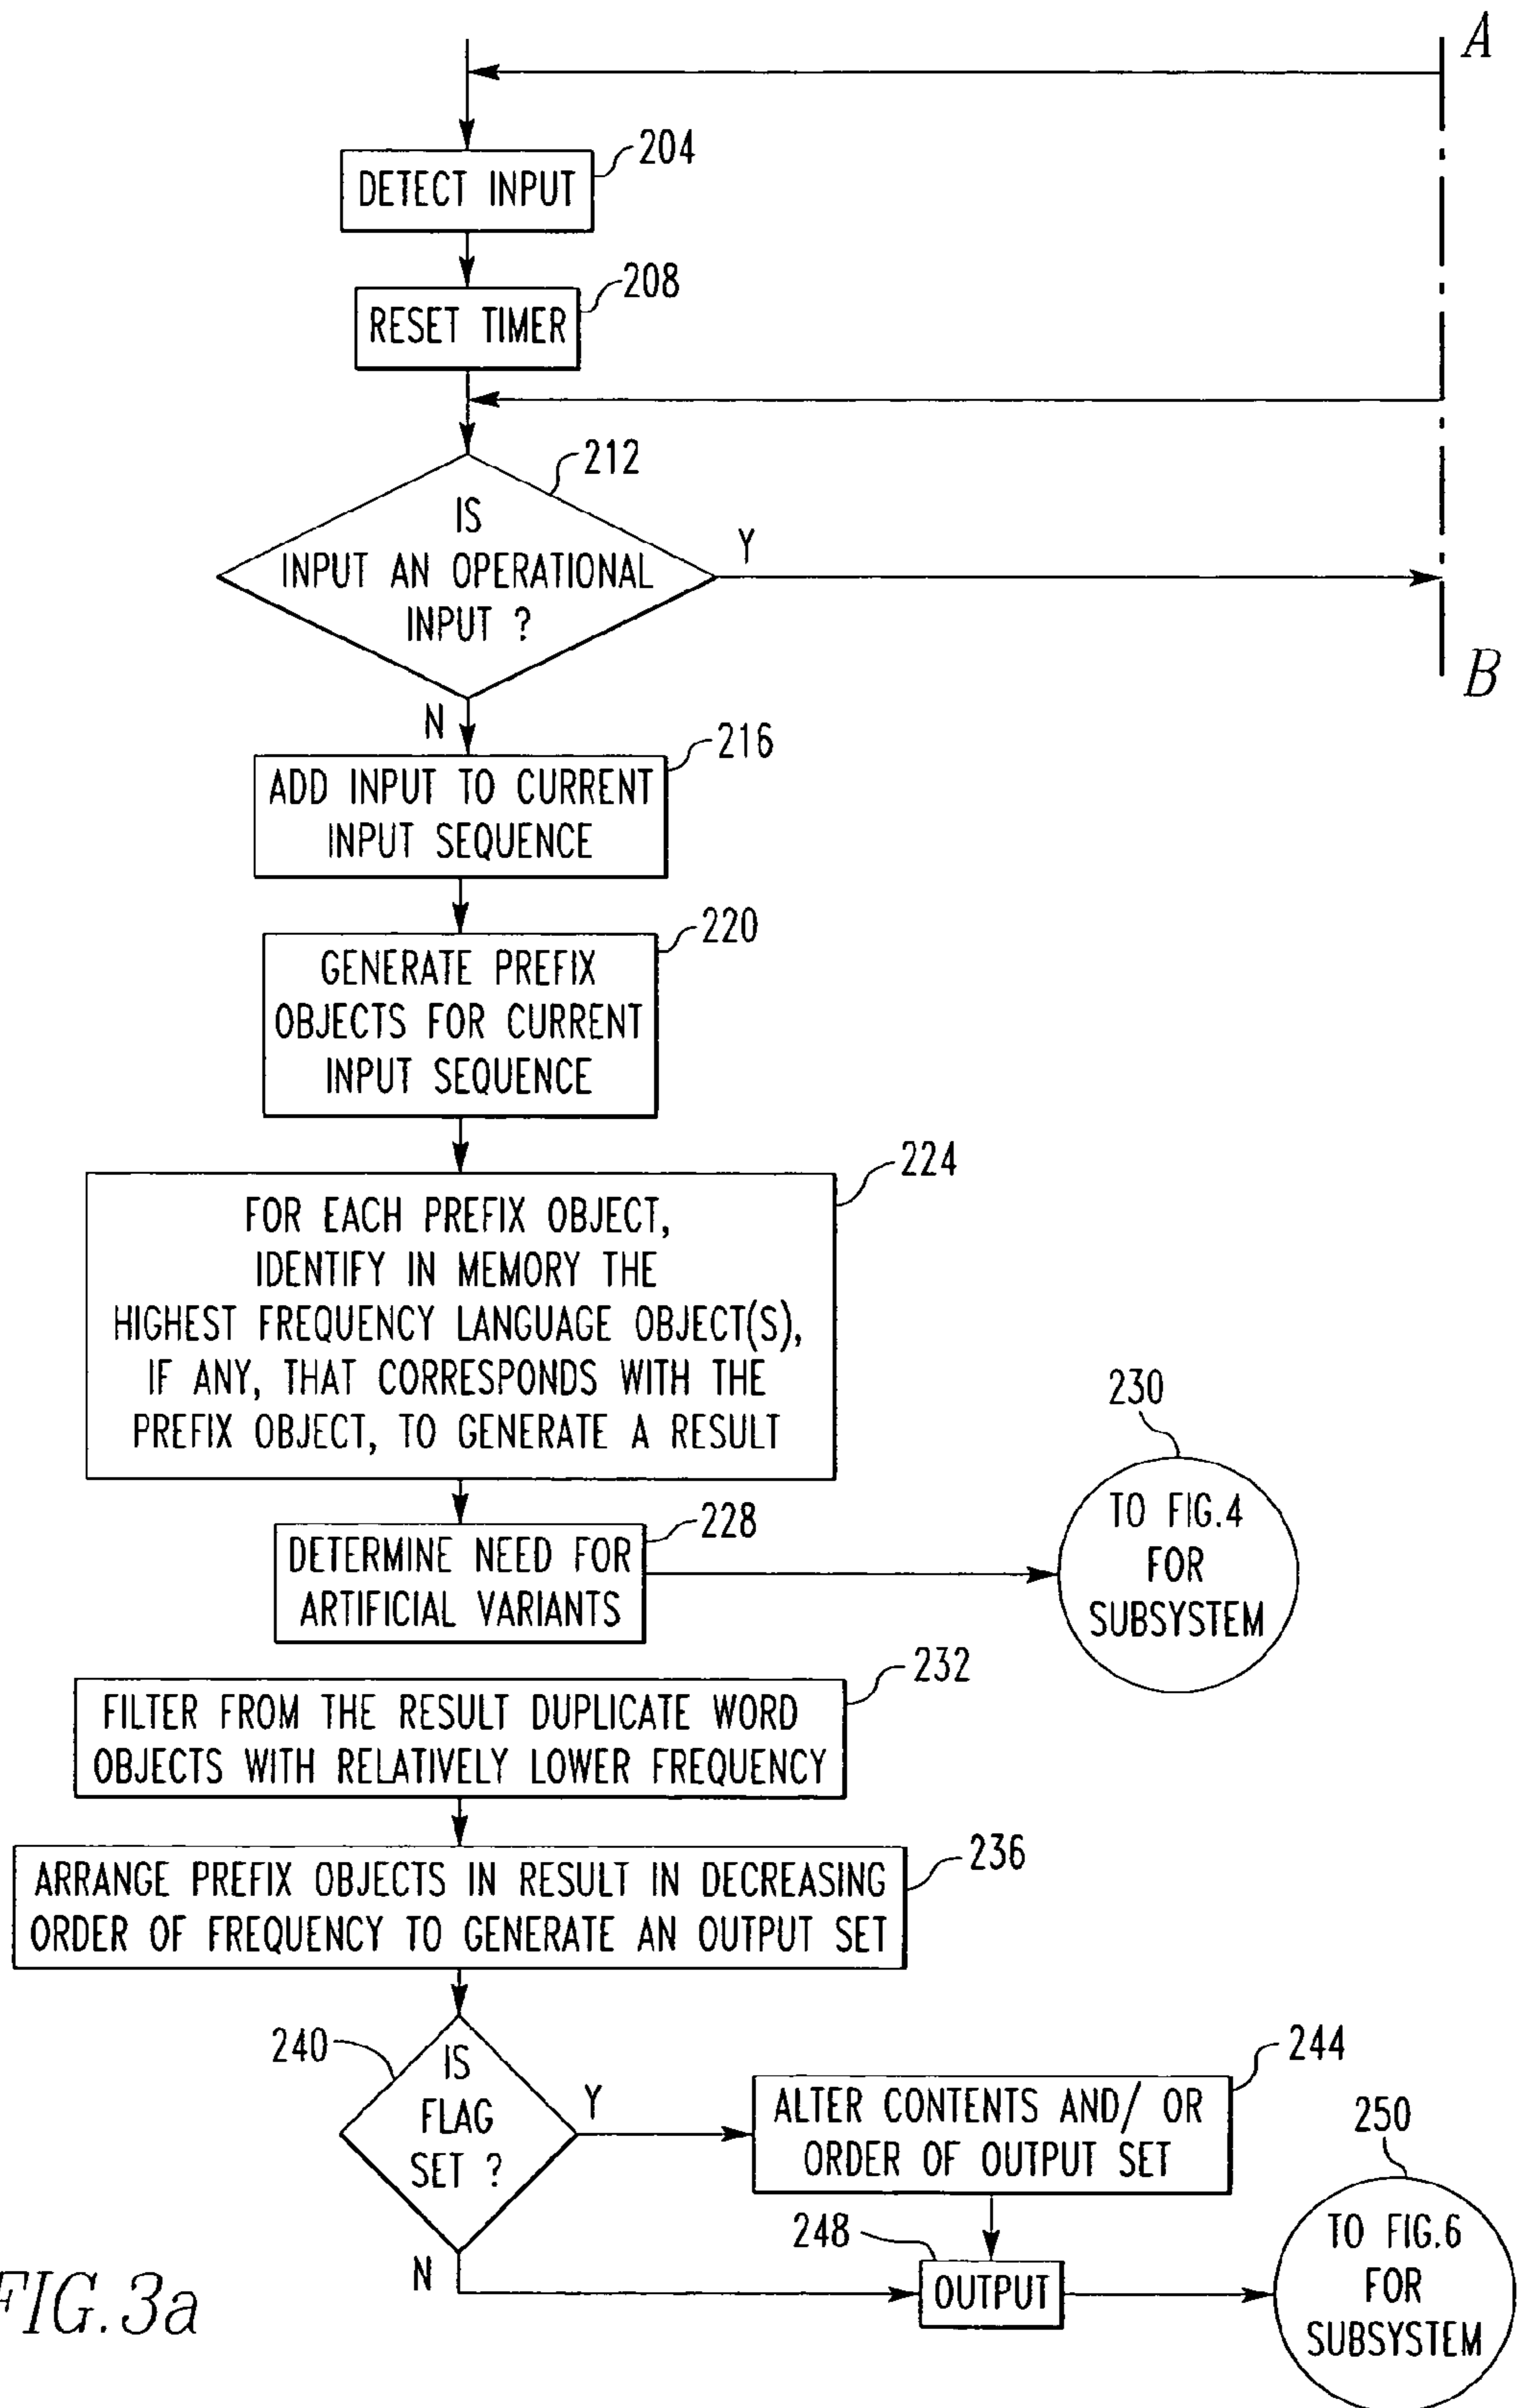 A
204
DETECT INPUT
208
RESET TIMER
212
IS
INPUT AN OPERATIONAL
INPUT ?
Y
B
N
216
ADD INPUT TO CURRENT
INPUT SEQUENCE
220
GENERATE PREFIX
OBJECTS FOR CURRENT
INPUT SEQUENCE
224
FOR EACH PREFIX OBJECT,
IDENTIFY IN MEMORY THE
HIGHEST FREQUENCY LANGUAGE OBJECT(S),
IF ANY, THAT CORRESPONDS WITH THE
PREFIX OBJECT, TO GENERATE A RESULT
230
TO FIG.4
FOR
SUBSYSTEM
228
DETERMINE NEED FOR
ARTIFICIAL VARIANTS
232
FILTER FROM THE RESULT DUPLICATE WORD
OBJECTS WITH RELATIVELY LOWER FREQUENCY
236
ARRANGE PREFIX OBJECTS IN RESULT IN DECREASING
ORDER OF FREQUENCY TO GENERATE AN OUTPUT SET
240
IS
FLAG
SET ?
Y
244
ALTER CONTENTS AND/ OR
ORDER OF OUTPUT SET
N
248
OUTPUT
250
TO FIG.6
FOR
SUBSYSTEM
FIG.3a